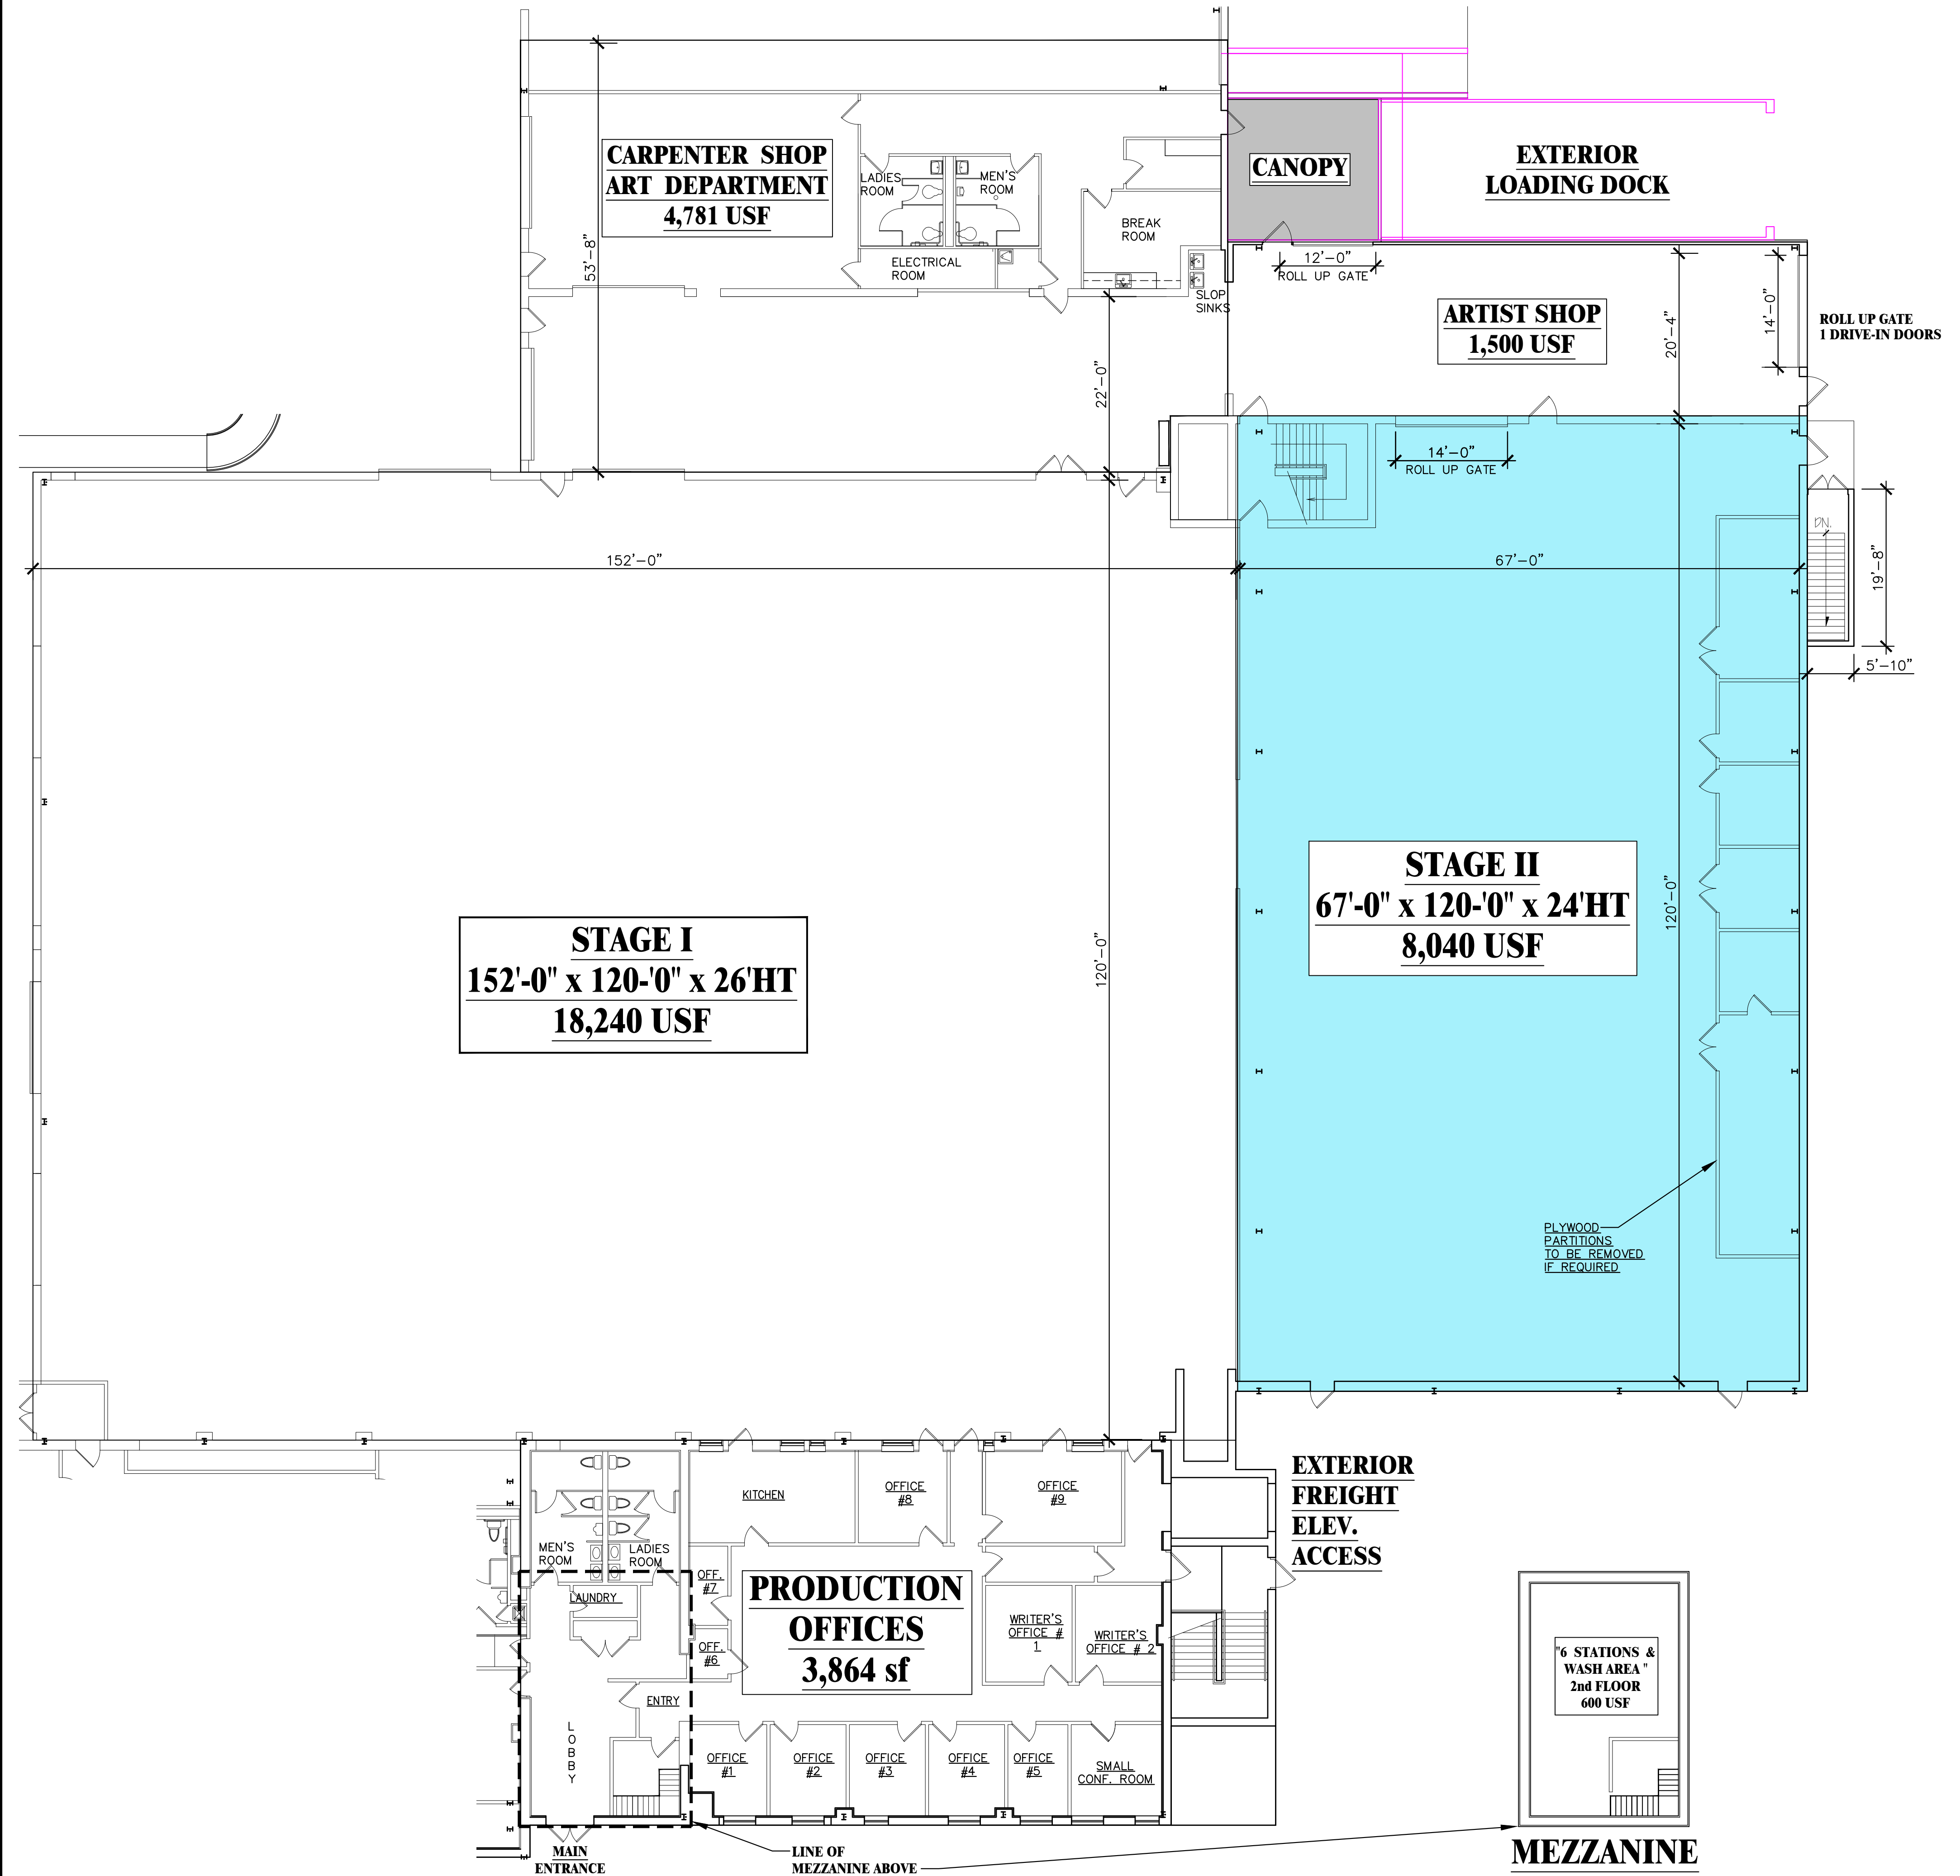 CARPENTER SHOP
ART DEPARTMENT
4,781 USF
53'-8"
LADIES
ROOM
MEN'S
ROOM
ELECTRICAL
ROOM
BREAK
ROOM
SLOP
SINKS
22'-0"
CANOPY
EXTERIOR
LOADING DOCK
12'-0"
ROLL UP GATE
ARTIST SHOP
1,500 USF
20'-4"
14'-0"
ROLL UP GATE
1 DRIVE-IN DOORS
14'-0"
ROLL UP GATE
DN.
19'-8"
5'-10"
152'-0"
67'-0"
STAGE I
152'-0" x 120-'0" x 26'HT
18,240 USF
120'-0"
STAGE II
67'-0" x 120-'0" x 24'HT
8,040 USF
120'-0"
PLYWOOD
PARTITIONS
TO BE REMOVED
IF REQUIRED
EXTERIOR
FREIGHT
ELEV.
ACCESS
MEN'S
ROOM
LADIES
ROOM
KITCHEN
OFFICE
#8
OFFICE
#9
LAUNDRY
OFF.
#7
OFF.
#6
PRODUCTION
OFFICES
3,864 sf
WRITER'S
OFFICE #
1
WRITER'S
OFFICE # 2
ENTRY
L
O
B
B
Y
OFFICE
#1
OFFICE
#2
OFFICE
#3
OFFICE
#4
OFFICE
#5
SMALL
CONF. ROOM
MAIN
ENTRANCE
LINE OF
MEZZANINE ABOVE
"6 STATIONS &
WASH AREA "
2nd FLOOR
600 USF
MEZZANINE